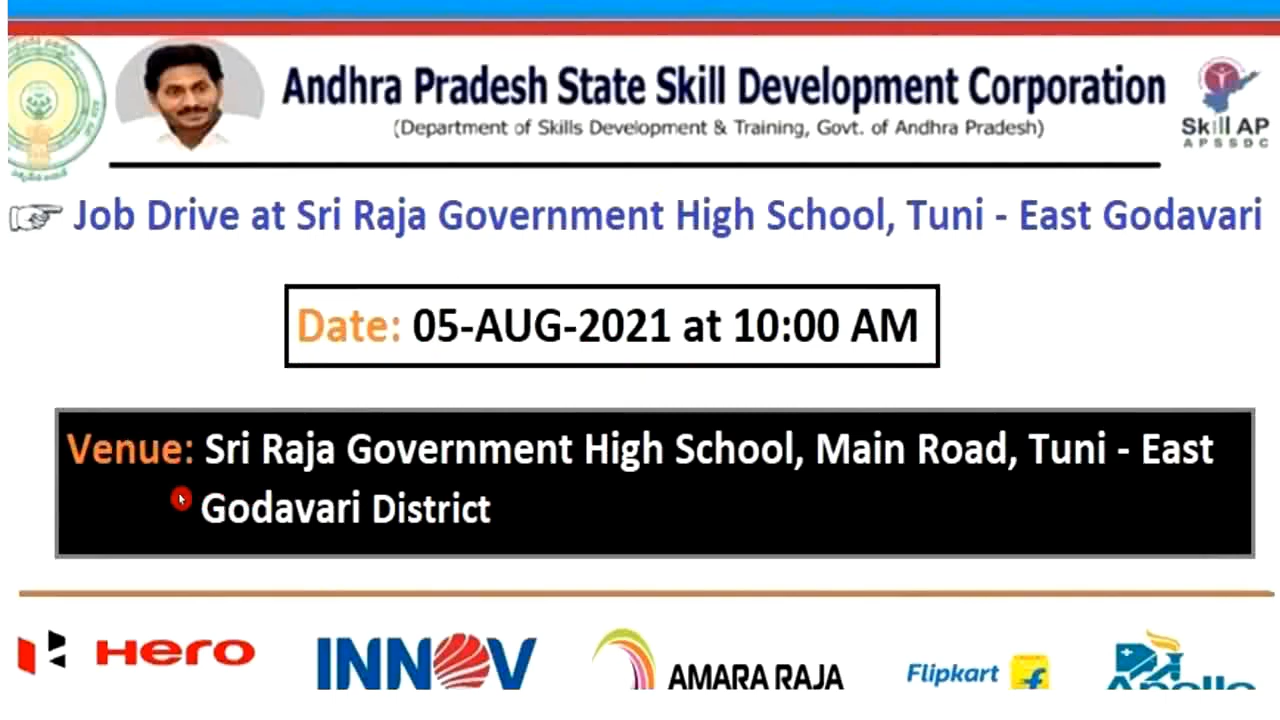 Andhra Pradesh State Skill Development Corporation
(Department of Skills Development & Training, Govt. of Andhra Pradesh)
Skill AP
APSSDC
Job Drive at Sri Raja Government High School, Tuni - East Godavari
Date: 05-AUG-2021 at 10:00 AM
Venue: Sri Raja Government High School, Main Road, Tuni - East
Godavari District
HERO INNOV AMARA RAJA Flipkart Apollo